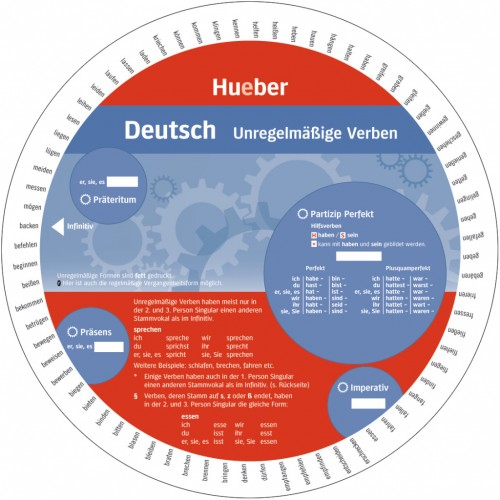 Hueber
Deutsch Unregelmäßige Verben
er, sie, es
Präteritum
Infinitiv
Partizip Perfekt
Hilfsverben
H haben / S sein
* kann mit haben und sein gebildet werden.
Perfekt Plusquamperfekt
ich habe – bin – ich hatte – war –
du hast – bist – du hattest – warst –
er, sie, es hat – ist – er, sie, es hatte – war –
wir haben – sind – wir hatten – waren –
ihr habt – seid – ihr hattet – wart –
sie, Sie haben – sind – sie, Sie hatten – waren –
Unregelmäßige Formen sind fett gedruckt.
Hier ist auch die regelmäßige Vergangenheitsform möglich.
Präsens
er, sie, es
Unregelmäßige Verben haben meist nur in
der 2. und 3. Person Singular einen anderen
Stammvokal als im Infinitiv.
sprechen
ich spreche wir sprechen
du sprichst ihr sprecht
er, sie, es spricht sie, Sie sprechen
Weitere Beispiele: schlafen, brechen, fahren etc.
* Einige Verben haben auch in der 1. Person Singular
einen anderen Stammvokal als im Infinitiv. (s. Rückseite)
§ Verben, deren Stamm auf s, z oder ß endet, haben
in der 2. und 3. Person Singular die gleiche Form:
essen
ich esse wir essen
du isst ihr esst
er, sie, es isst sie, Sie essen
Imperativ
backen
befehlen
beginnen
beißen
bekommen
betrügen
bewegen
beweisen
bewerben
biegen
bieten
binden
bitten
blasen
bleiben
braten
brechen
brennen
bringen
denken
dürfen
empfangen
empfehlen
empfinden
entscheiden
erschrecken
essen
fahren
fallen
fangen
finden
fliegen
fliehen
fließen
fressen
frieren
geben
gehen
gelingen
gelten
genießen
geschehen
gewinnen
gießen
gleichen
graben
greifen
haben
halten
hängen
hauen
heben
heißen
helfen
kennen
klingen
kommen
können
kriechen
laden
lassen
laufen
leiden
leihen
lesen
liegen
lügen
meiden
messen
mögen